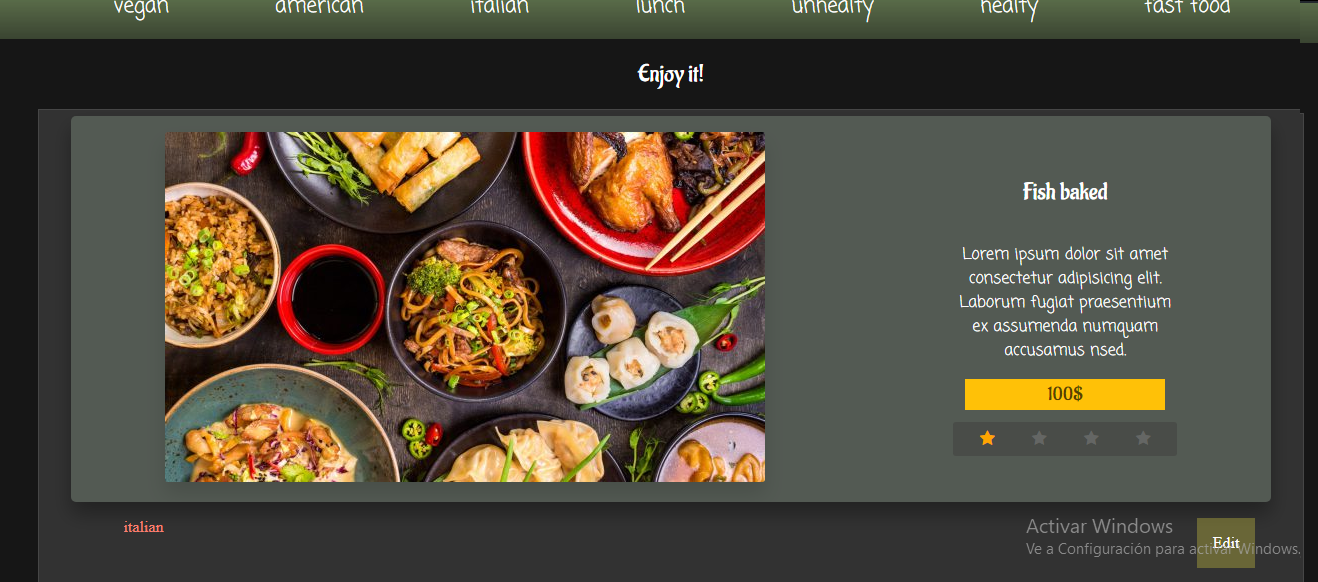 vegan american italian lunch unhealty healty fast food
Enjoy it!
Fish baked
Lorem ipsum dolor sit amet
consectetur adipisicing elit.
Laborum fugiat praesentium
ex assumenda numquam
accusamus nsed.
100$
italian
Edit
Activar Windows
Ve a Configuración para activar Windows.